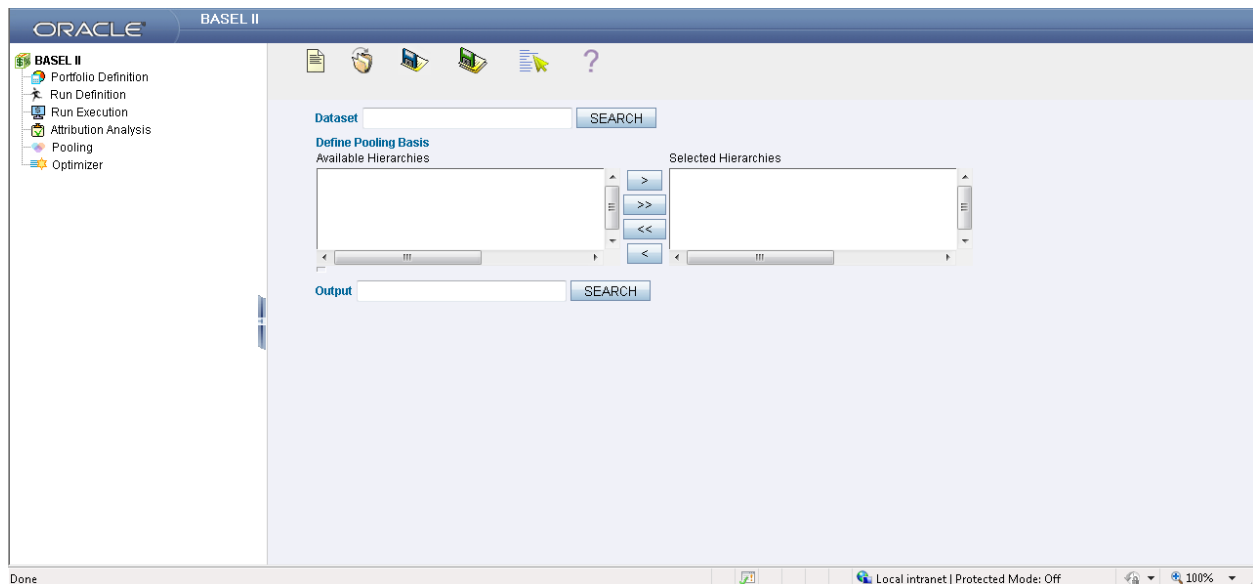 ORACLE
BASEL II
BASEL II
Portfolio Definition
Run Definition
Run Execution
Attribution Analysis
Pooling
Optimizer
?
Dataset SEARCH
Define Pooling Basis
Available Hierarchies Selected Hierarchies
>
>>
<<
<
Output SEARCH
Done Local intranet | Protected Mode: Off 100%